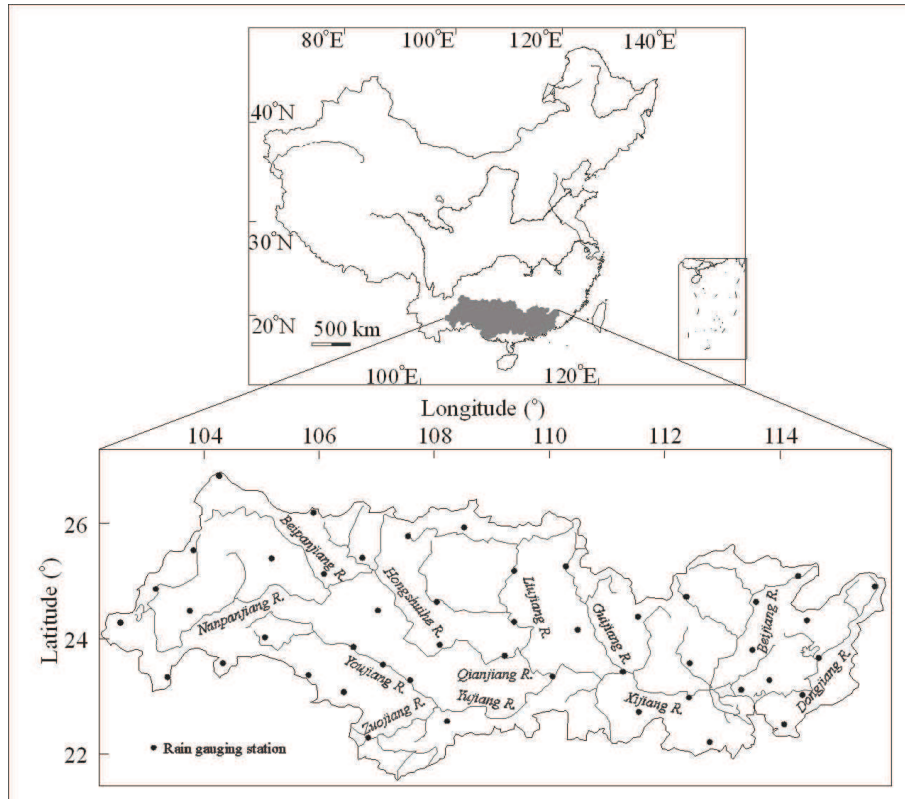 80°E 100°E 120°E 140°E
40°N
30°N
20°N
500 km
100°E 120°E
Longitude (°)
104 106 108 110 112 114
Latitude (°)
26
24
22
Beipanjiang R.
Hongshuihe R.
Liujiang R.
Guijiang R.
Beijiang R.
Nanpanjiang R.
Youjiang R.
Qianjiang R.
Yujiang R.
Zuojiang R.
Xijiang R.
Dongjiang R.
Rain gauging station